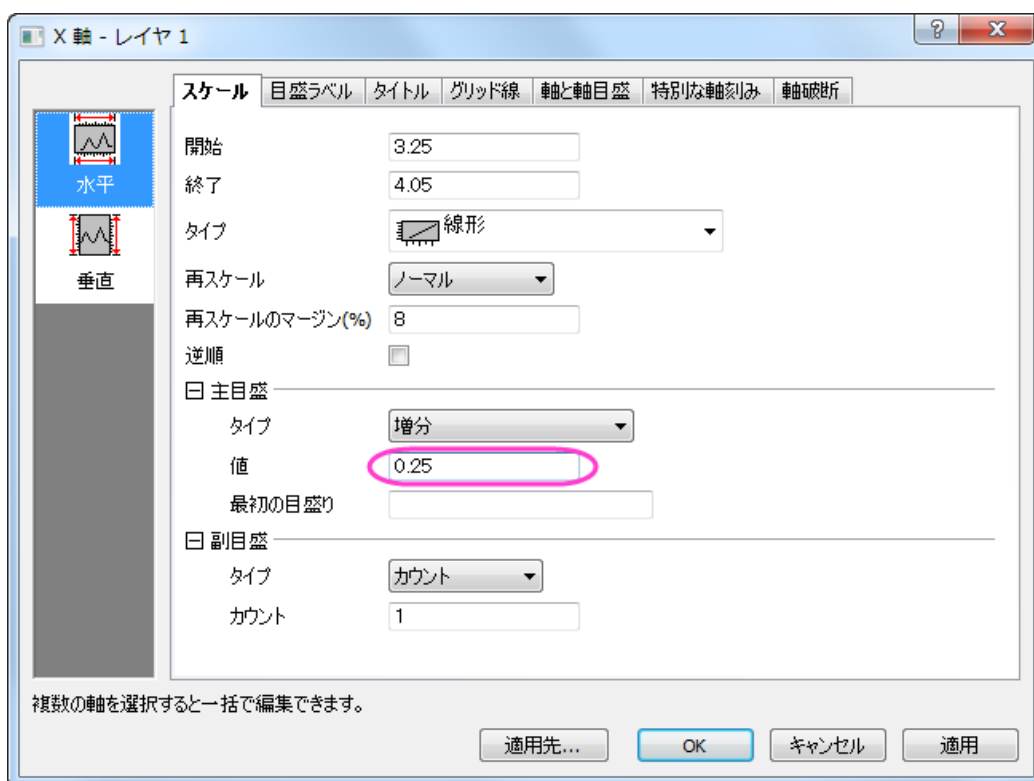 X 軸 - レイヤ 1
スケール 目盛ラベル タイトル グリッド線 軸と軸目盛 特別な軸刻み 軸破断
水平
垂直
開始 3.25
終了 4.05
タイプ 線形
再スケール ノーマル
再スケールのマージン(%) 8
逆順
主目盛
タイプ 増分
値 0.25
最初の目盛り
副目盛
タイプ カウント
カウント 1
複数の軸を選択すると一括で編集できます。
適用先... OK キャンセル 適用